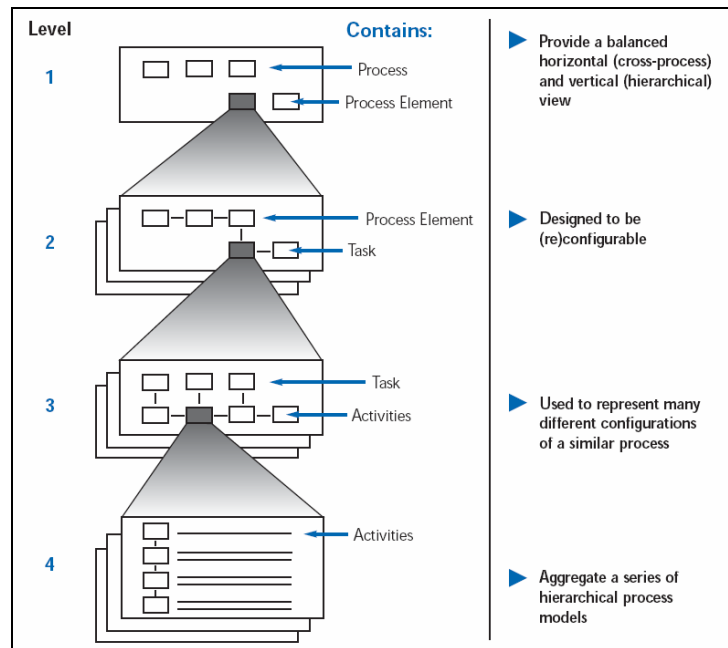 Level
Contains:
1
Process
Process Element
Provide a balanced
horizontal (cross-process)
and vertical (hierarchical)
view
2
Process Element
Task
Designed to be
(re)configurable
3
Task
Activities
Used to represent many
different configurations
of a similar process
4
Activities
Aggregate a series of
hierarchical process
models